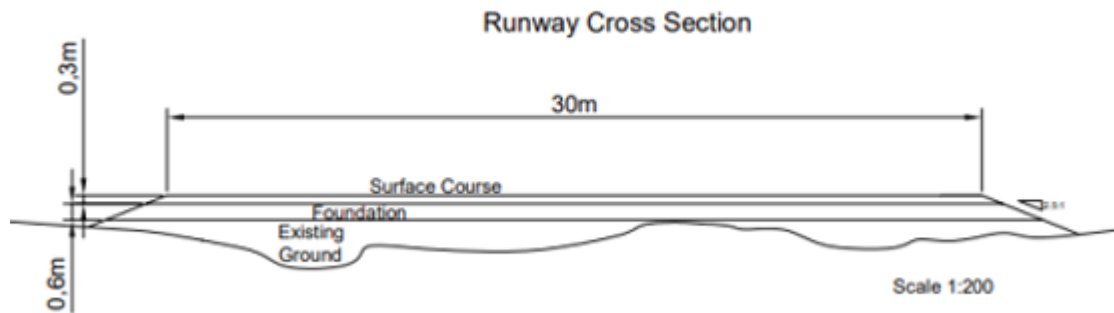 Runway Cross Section
0,3m
30m
Surface Course
Foundation
Existing
Ground
0,6m
Scale 1:200